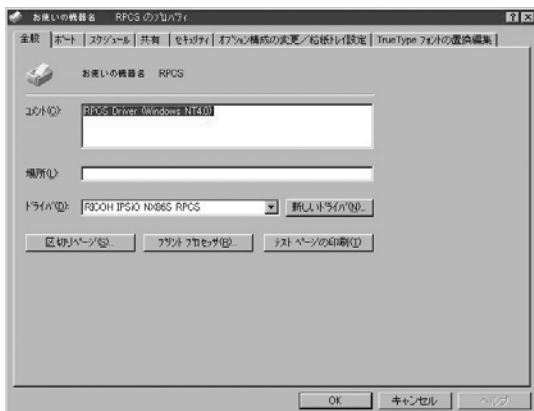 お使いの機器名　RPCS のプロパティ
全般　ポート　スケジュール　共有　セキュリティ　オプション構成の変更／給紙トレイ設定　TrueType フォントの置換編集
お使いの機器名　RPCS
コメント(C):
RPCS Driver (Windows NT4.0)
場所(L):
ドライバ(D):　RICOH IPSiO NX86S RPCS　新しいドライバ(N)...
区切りページ(S)...　プリント プロセッサ(R)...　テスト ページの印刷(T)
OK　キャンセル　ヘルプ